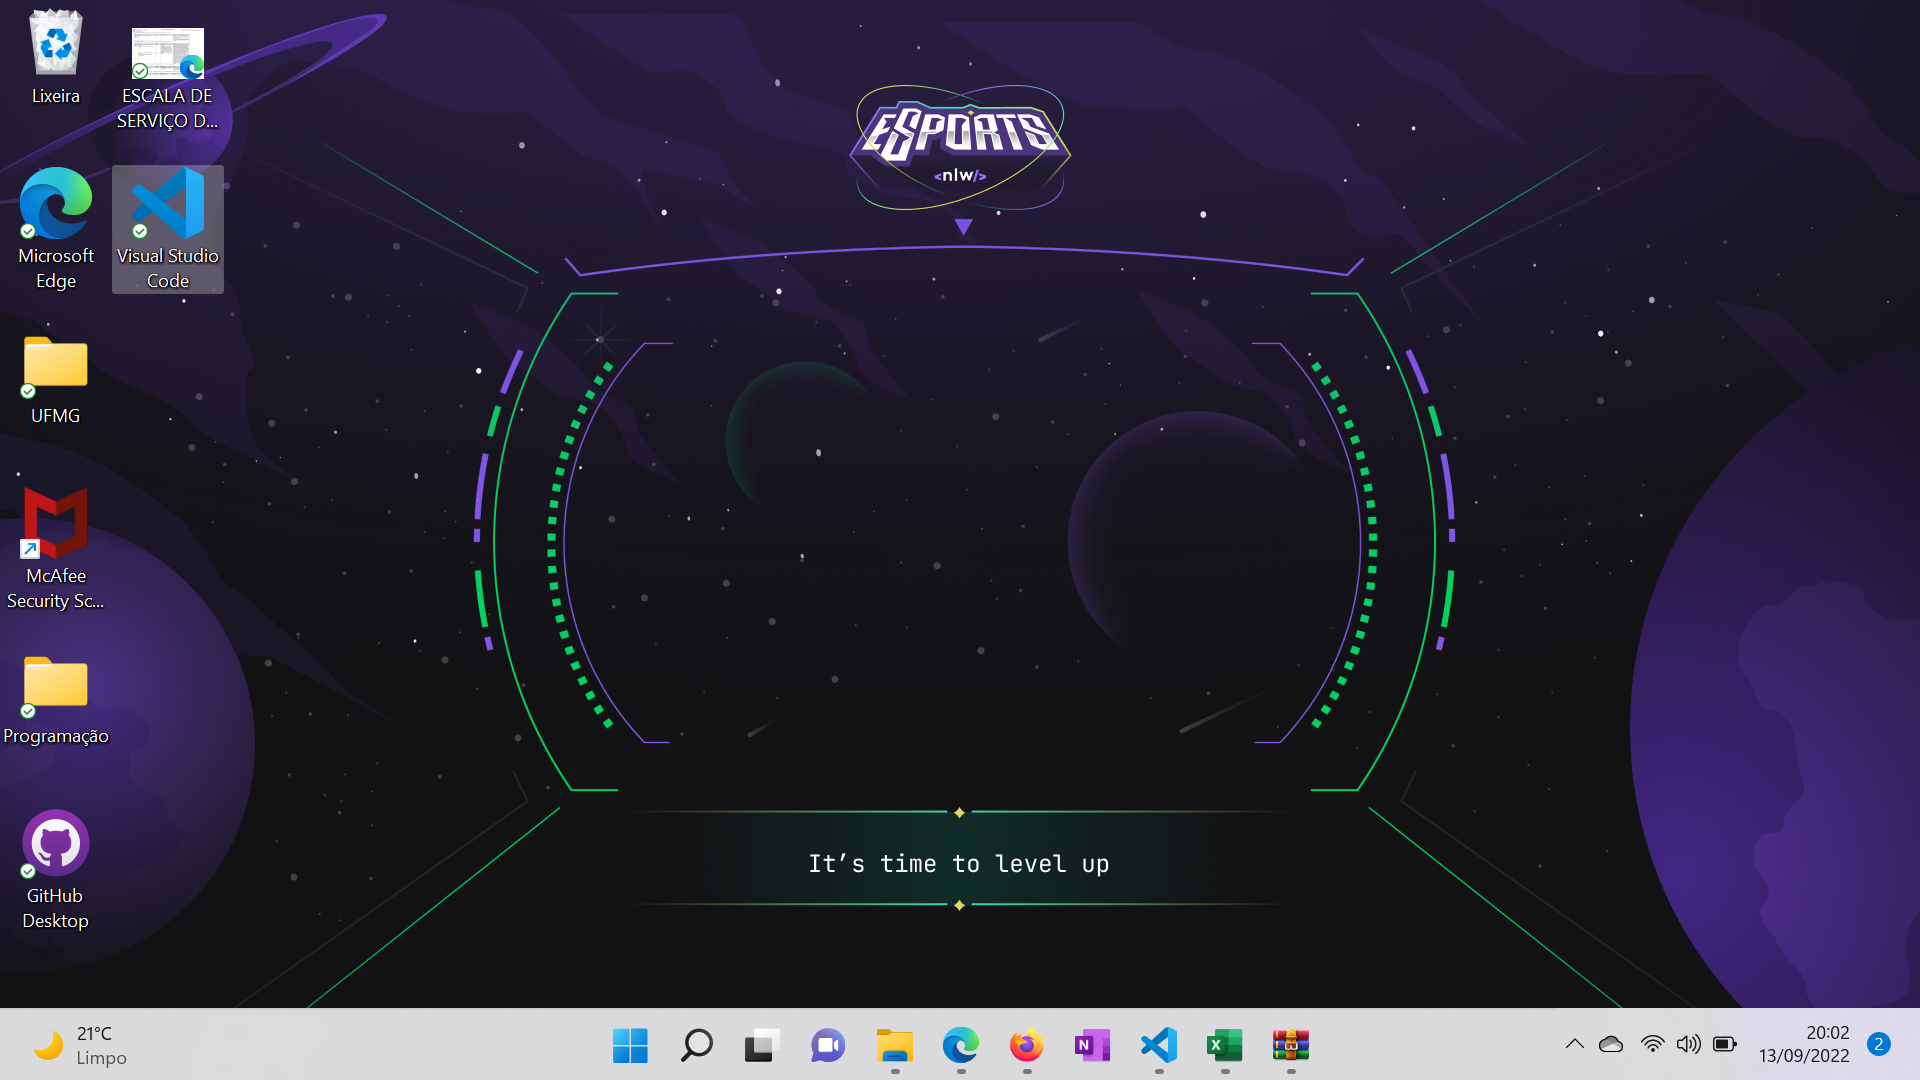 Lixeira
ESCALA DE
SERVIÇO D...
Microsoft
Edge
Visual Studio
Code
UFMG
McAfee
Security Sc...
Programação
GitHub
Desktop
ESPORTS
<nlw/>
It’s time to level up
21°C
Limpo
N
X
20:02
13/09/2022
2